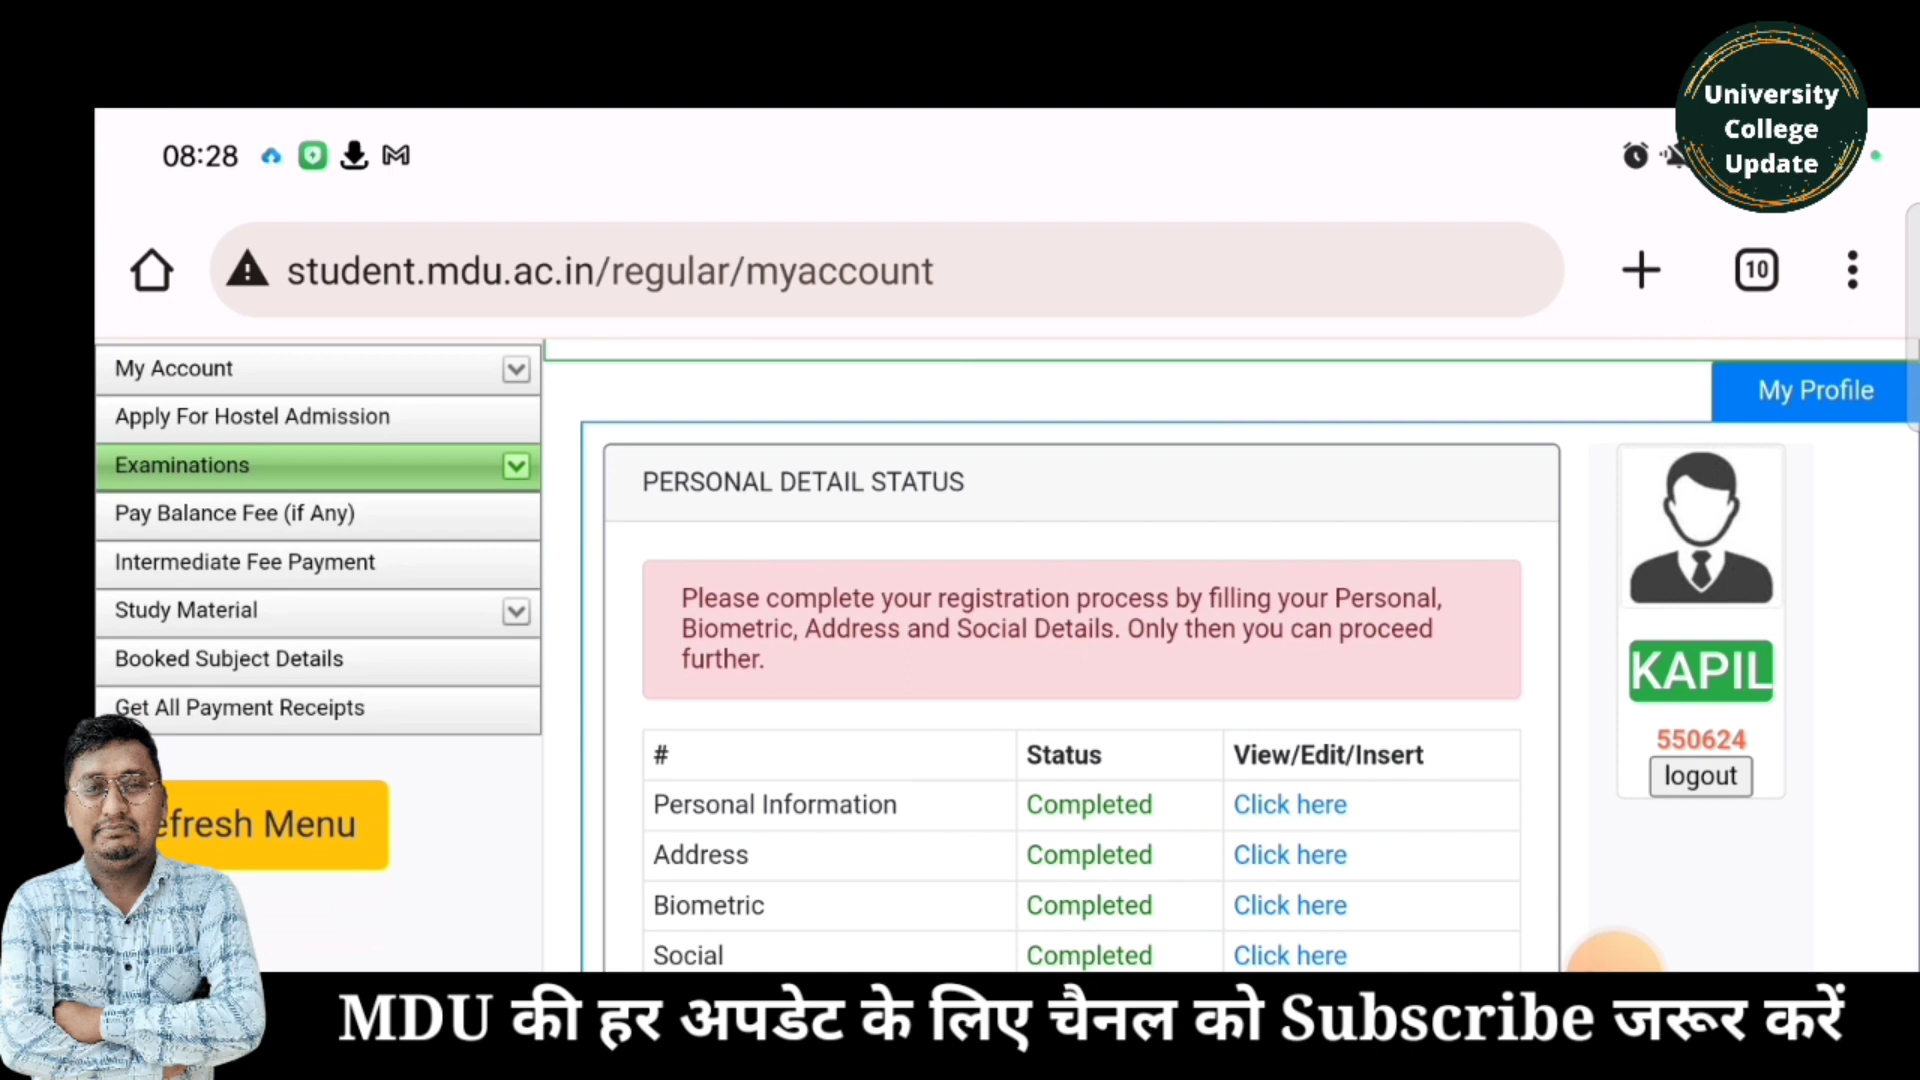 University
College
Update
08:28
student.mdu.ac.in/regular/myaccount
10
My Account
Apply For Hostel Admission
Examinations
Pay Balance Fee (if Any)
Intermediate Fee Payment
Study Material
Booked Subject Details
Get All Payment Receipts
efresh Menu
My Profile
PERSONAL DETAIL STATUS
Please complete your registration process by filling your Personal,
Biometric, Address and Social Details. Only then you can proceed
further.
# Status View/Edit/Insert
Personal Information Completed Click here
Address Completed Click here
Biometric Completed Click here
Social Completed Click here
KAPIL
550624
logout
MDU की हर अपडेट के लिए चैनल को Subscribe जरूर करें